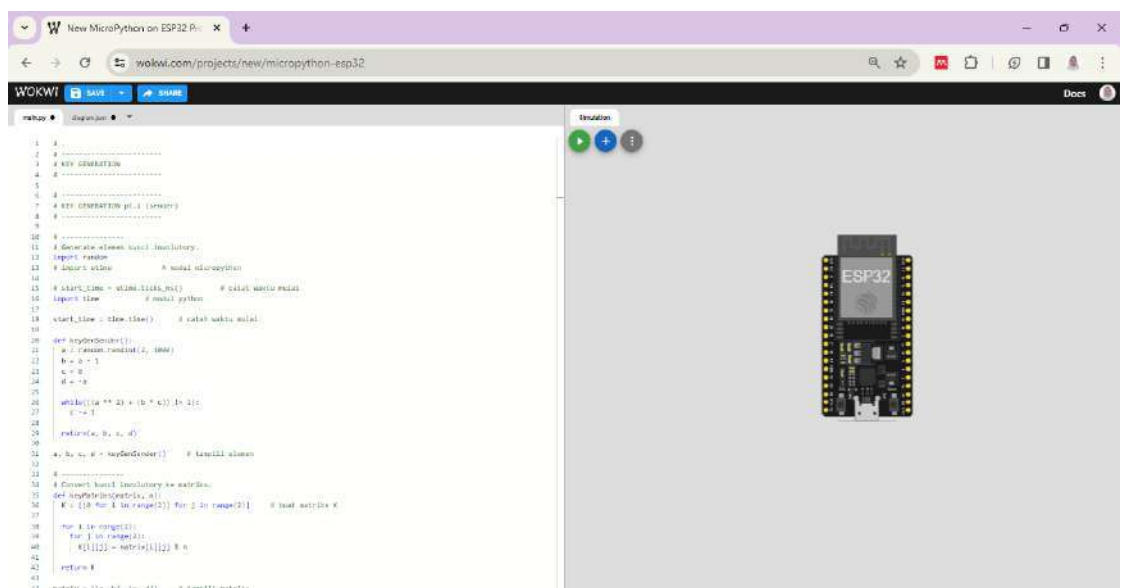 New MicroPython on ESP32 Pr
wokwi.com/projects/new/micropython-esp32
WOKWI SAVE SHARE Docs
main.py diagram.json
Simulation
1 #
2 # -------------------------
3 # KEY GENERATION
4 # -------------------------
5
6 # -------------------------
7 # KEY GENERATION pt.1 (sender)
8 # -------------------------
9
10 # ---------------
11 # Generate elemen kunci involutory.
12 import random
13 # import utime # modul micropython
14
15 # start_time = utime.ticks_ms() # catat waktu mulai
16 import time # modul python
17
18 start_time = time.time() # catat waktu mulai
19
20 def keyGenSender():
21 a = random.randint(2, 1000)
22
23 c = 0
24 d = -a
25
26 while((a ** 2) + (b * c)) != 1):
27
28
29 return(a, b, c, d)
30
31 a, b, c, d = keyGenSender() # tampili elemen
32
33 # ---------------
34 # Convert kunci involutory ke matriks.
35 def keyMatriks(matrix, n):
36 K = [[0 for i in range(2)] for j in range(2)] # buat matriks K
37
38 for i in range(2):
39 for j in range(2):
40 K[i][j] = matrix[i][j] % n
41
42 return K
43
ESP32